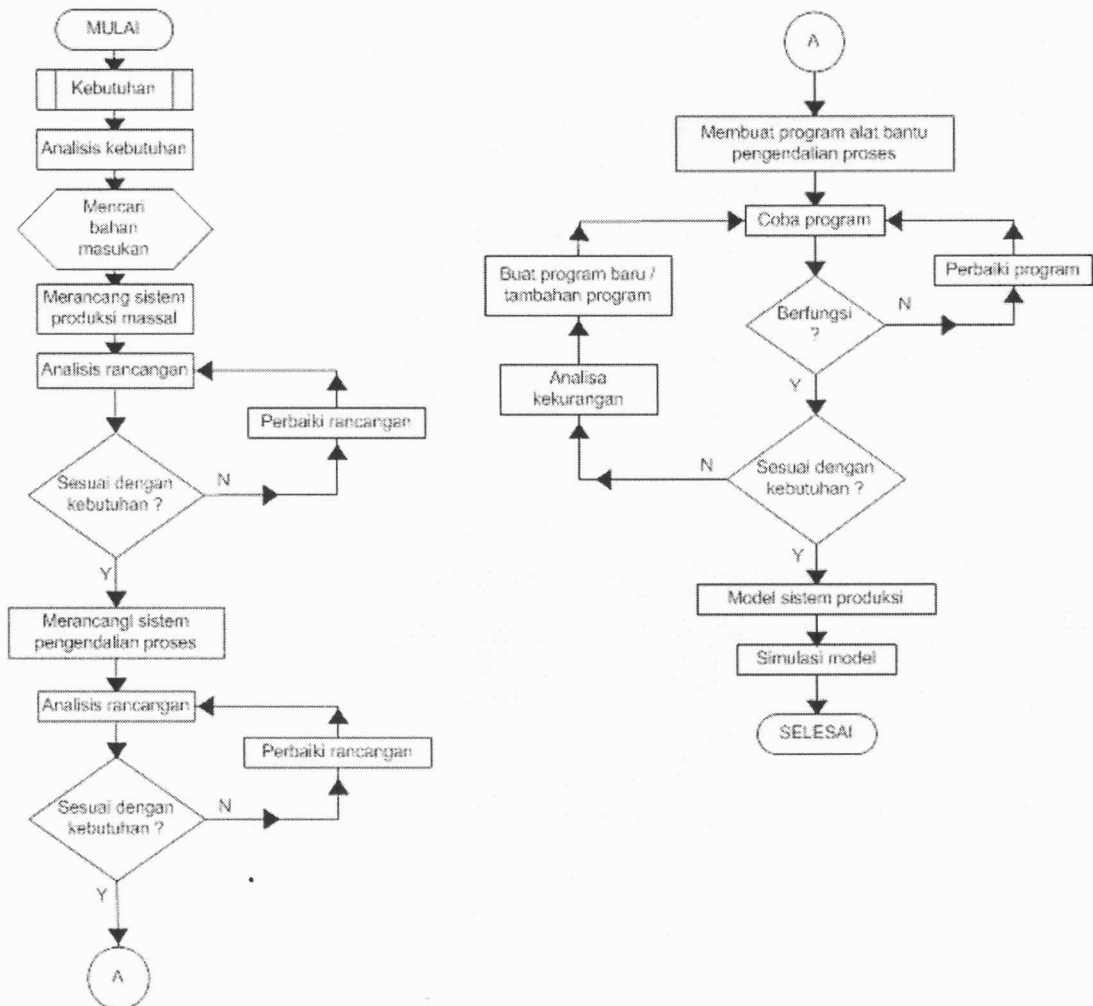 MULAI
Kebutuhan
Analisis kebutuhan
Mencari
bahan
masukan
Merancang sistem
produksi massal
Analisis rancangan
Perbaiki rancangan
Sesuai dengan
kebutuhan ?
N
Y
Merancangl sistem
pengendalian proses
Analisis rancangan
Perbaiki rancangan
Sesuai dengan
kebutuhan ?
N
Y
A
A
Membuat program alat bantu
pengendalian proses
Coba program
Buat program baru /
tambahan program
Perbaiki program
Berfungsi
?
N
Y
Analisa
kekurangan
Sesuai dengan
kebutuhan ?
N
Y
Model sistem produksi
Simulasi model
SELESAI